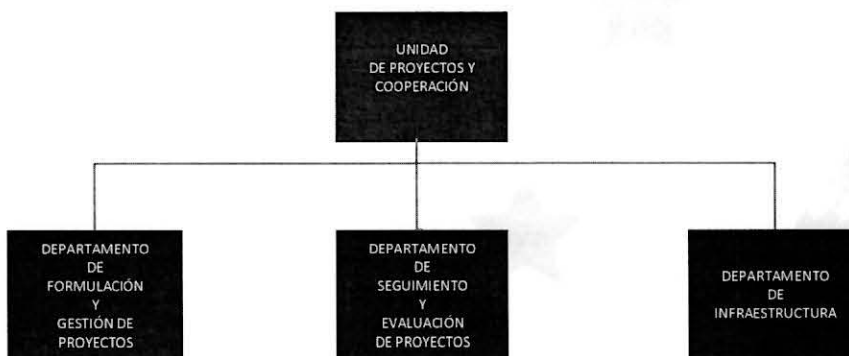 UNIDAD
DE PROYECTOS Y
COOPERACIÓN
DEPARTAMENTO
DE
FORMULACIÓN
Y
GESTIÓN DE
PROYECTOS
DEPARTAMENTO
DE
SEGUIMIENTO
Y
EVALUACIÓN
DE PROYECTOS
DEPARTAMENTO
DE
INFRAESTRUCTURA